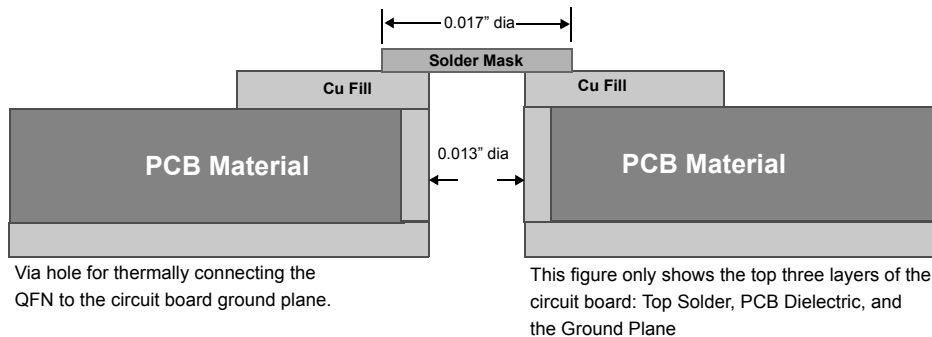 0.017” dia
Solder Mask
Cu Fill
Cu Fill
PCB Material
0.013” dia
PCB Material
Via hole for thermally connecting the
QFN to the circuit board ground plane.
This figure only shows the top three layers of the
circuit board: Top Solder, PCB Dielectric, and
the Ground Plane